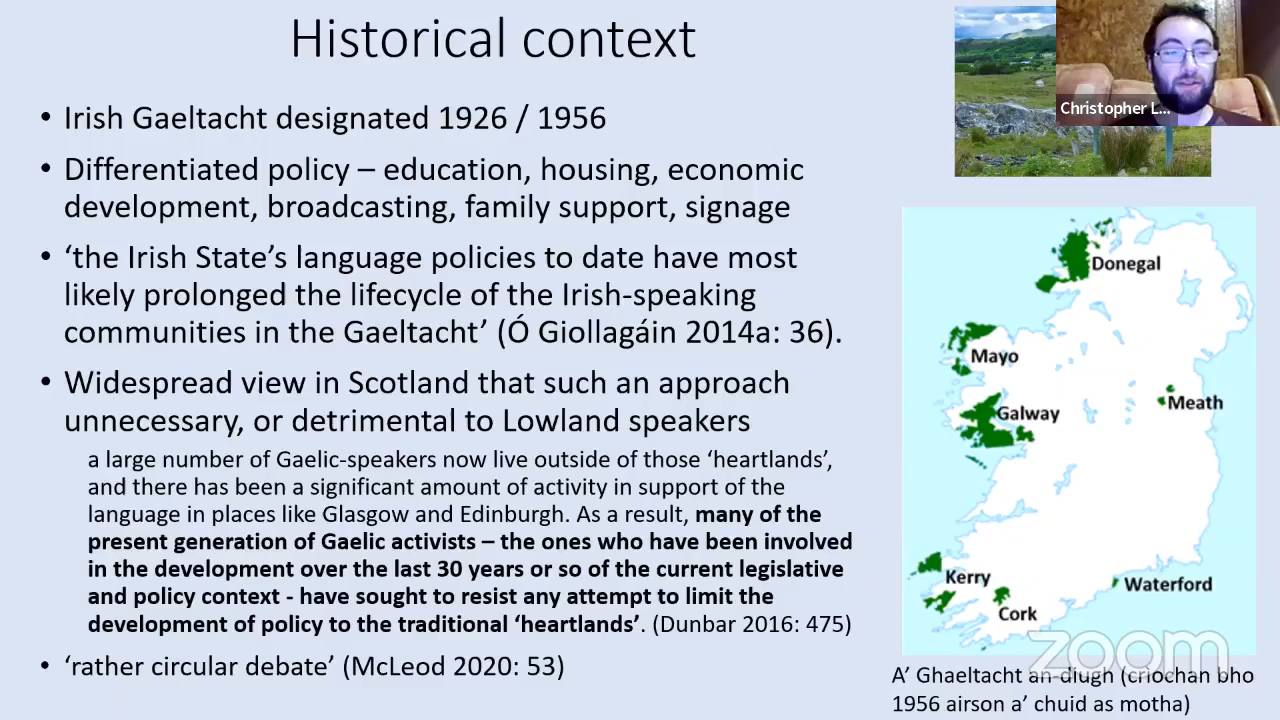 Historical context
• Irish Gaeltacht designated 1926 / 1956
• Differentiated policy – education, housing, economic
development, broadcasting, family support, signage
• ‘the Irish State’s language policies to date have most
likely prolonged the lifecycle of the Irish-speaking
communities in the Gaeltacht’ (Ó Giollagáin 2014a: 36).
• Widespread view in Scotland that such an approach
unnecessary, or detrimental to Lowland speakers
a large number of Gaelic-speakers now live outside of those ‘heartlands’,
and there has been a significant amount of activity in support of the
language in places like Glasgow and Edinburgh. As a result, many of the
present generation of Gaelic activists – the ones who have been involved
in the development over the last 30 years or so of the current legislative
and policy context - have sought to resist any attempt to limit the
development of policy to the traditional ‘heartlands’. (Dunbar 2016: 475)
• ‘rather circular debate’ (McLeod 2020: 53)
Christopher L...
Donegal
Mayo
Galway
Meath
Kerry
Cork
Waterford
zoom
A’ Ghaeltacht an-diugh (crìochan bho
1956 airson a’ chuid as motha)